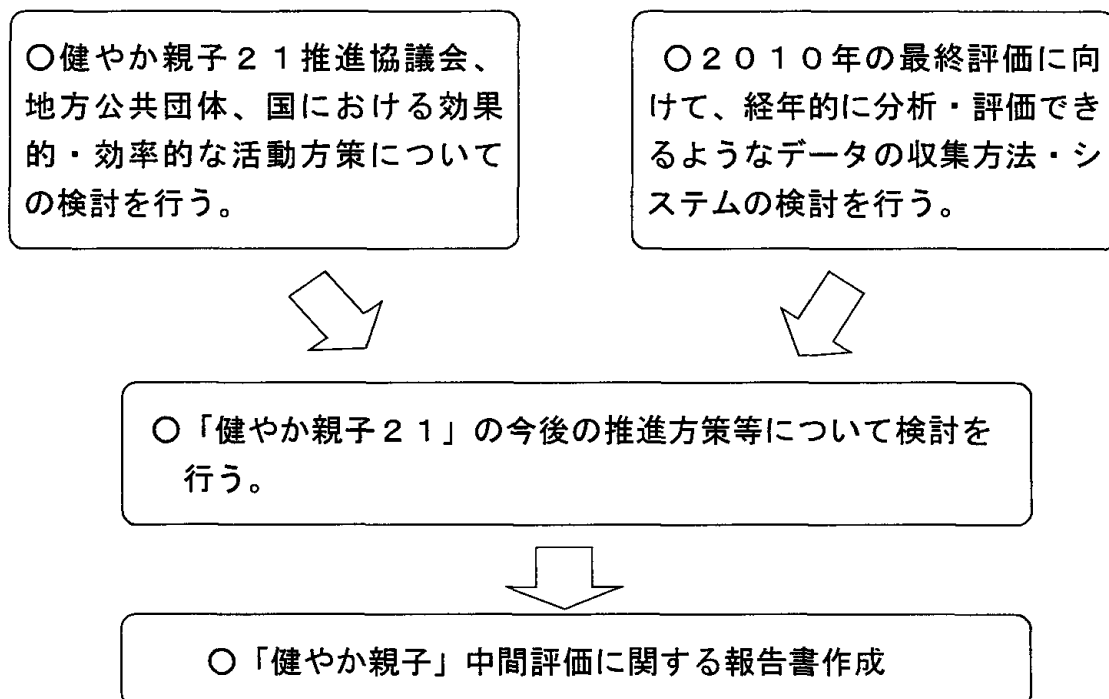 〇健やか親子２１推進協議会、
地方公共団体、国における効果
的・効率的な活動方策について
の検討を行う。
〇２０１０年の最終評価に向
けて、経年的に分析・評価でき
るようなデータの収集方法・シ
ステムの検討を行う。
〇「健やか親子２１」の今後の推進方策等について検討を
行う。
〇「健やか親子」中間評価に関する報告書作成